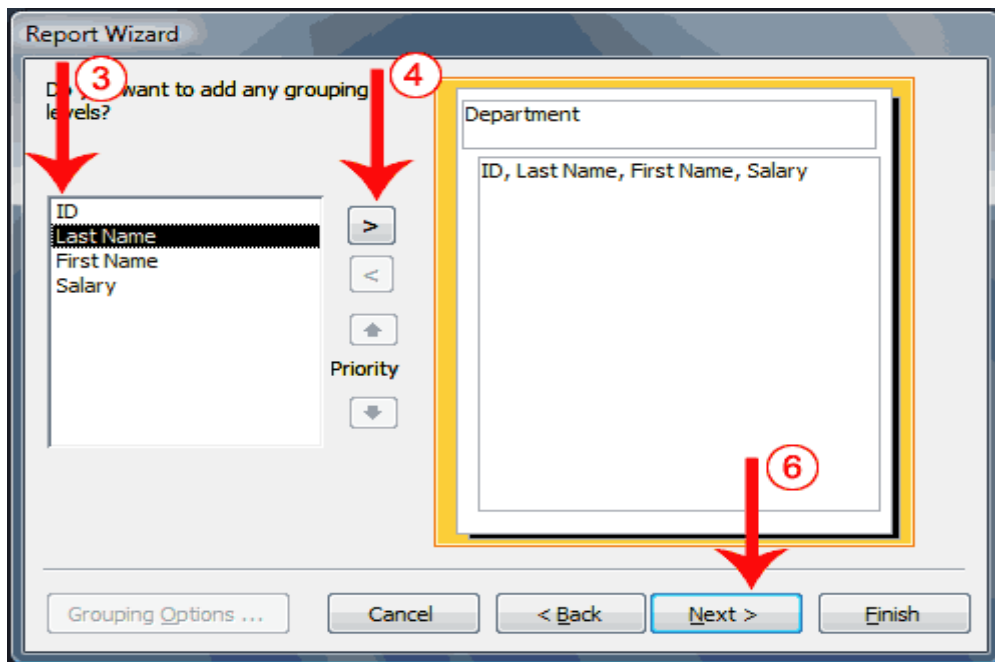 Report Wizard
③ ④
Do you want to add any grouping
levels?
Department
ID, Last Name, First Name, Salary
ID
Last Name
First Name
Salary
>
<
Priority
⑥
Grouping Options ...
Cancel
< Back
Next >
Finish